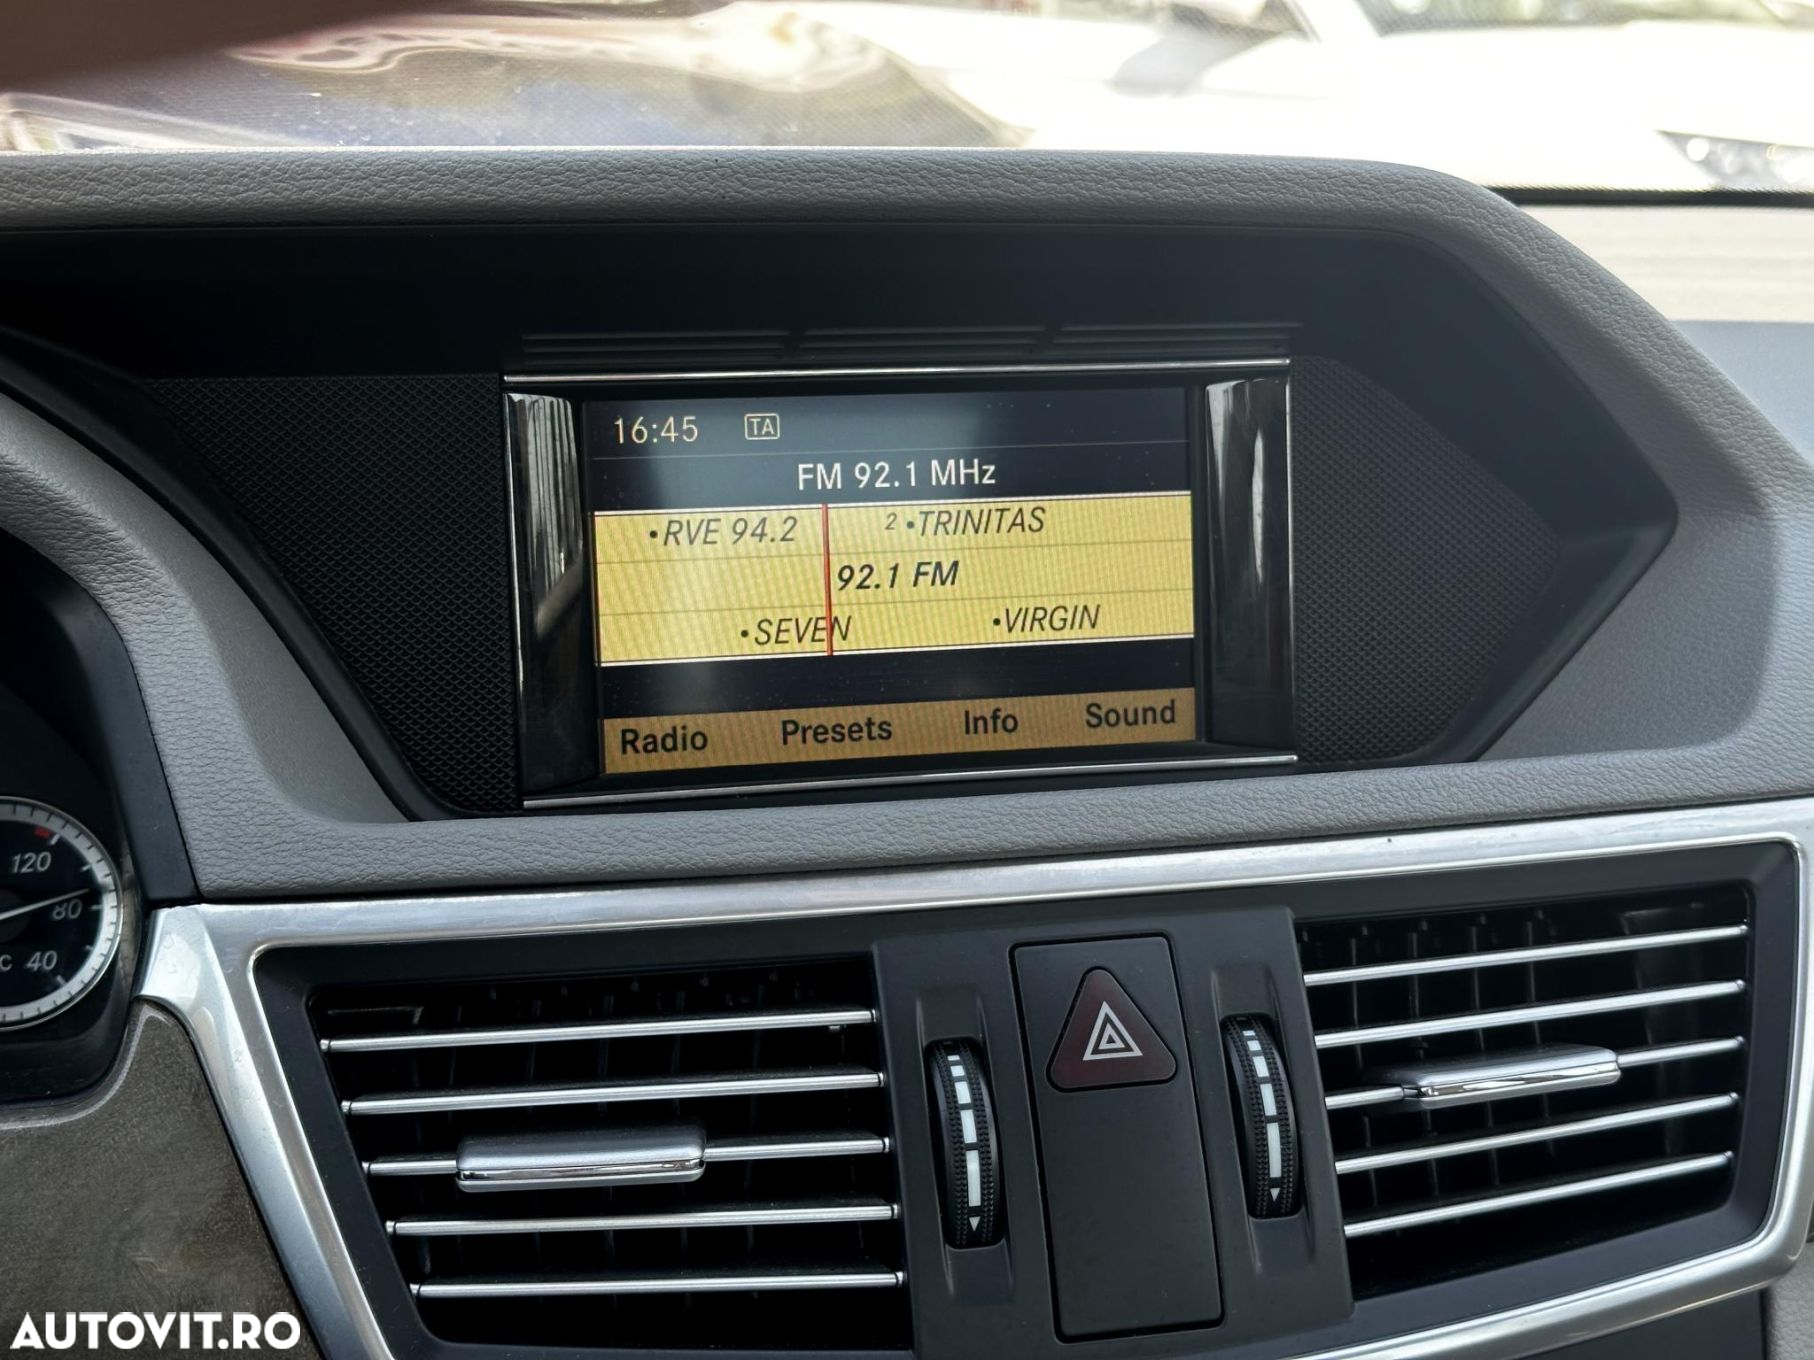 16:45 TA
FM 92.1 MHz
•RVE 94.2 2 •TRINITAS
92.1 FM
•SEVEN •VIRGIN
Radio Presets Info Sound
120
80
40
C
AUTOVIT.RO